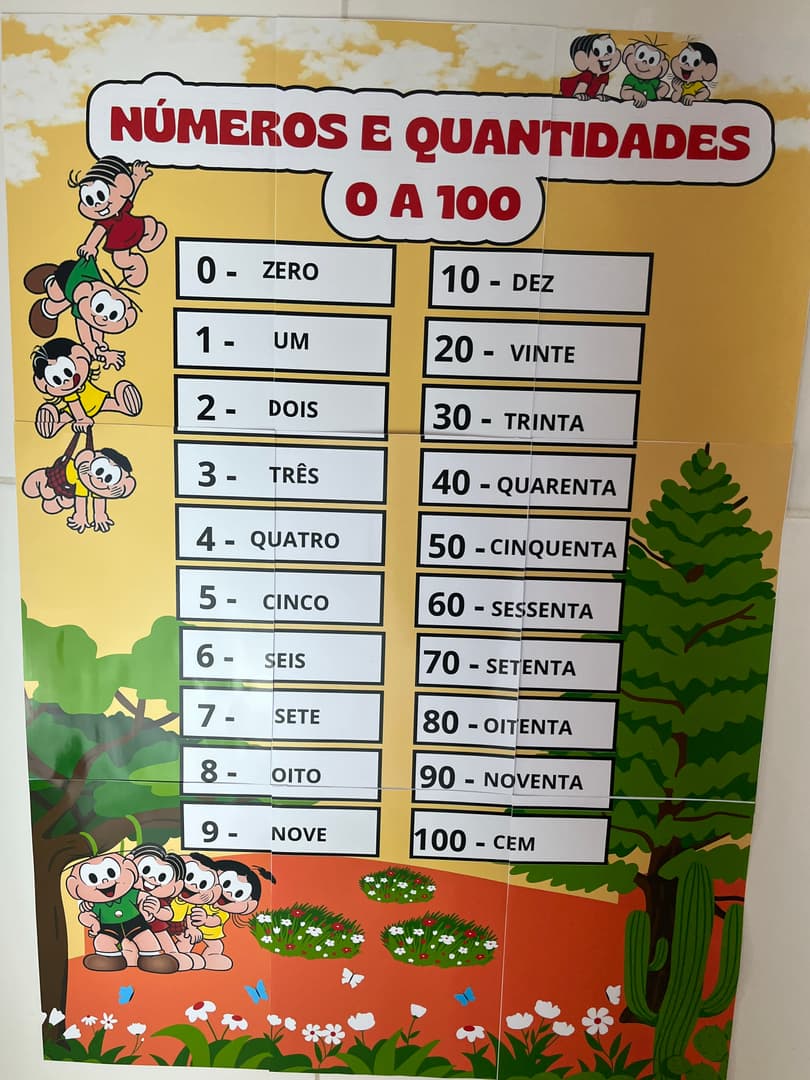 NÚMEROS E QUANTIDADES
0 A 100
0 - ZERO
1 - UM
2 - DOIS
3 - TRÊS
4 - QUATRO
5 - CINCO
6 - SEIS
7 - SETE
8 - OITO
9 - NOVE
10 - DEZ
20 - VINTE
30 - TRINTA
40 - QUARENTA
50 - CINQUENTA
60 - SESSENTA
70 - SETENTA
80 - OITENTA
90 - NOVENTA
100 - CEM